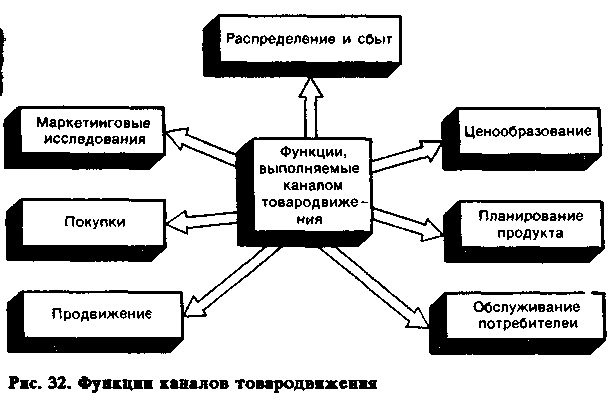 Распределение и сбыт
Маркетинговые
исследования
Ценообразование
Функции,
выполняемые
каналом
товародвиже-
ния
Покупки
Планирование
продукта
Продвижение
Обслуживание
потребителеи
Рис. 32. Функции каналов товародвижения